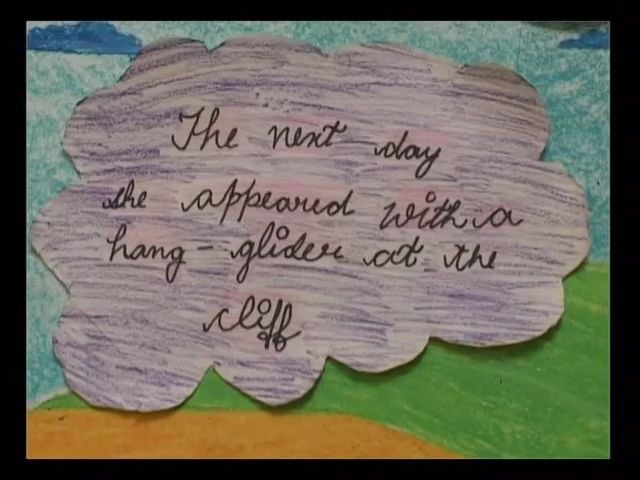 The next day
she appeared with a
hang-glider at the
cliff